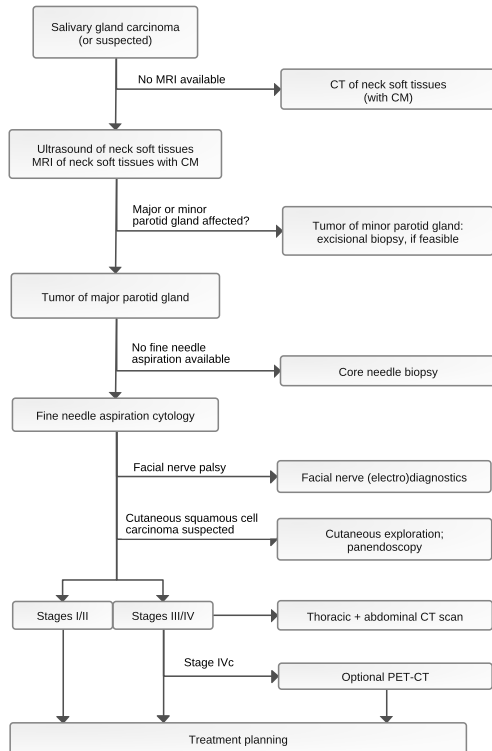 Salivary gland carcinoma
(or suspected)
No MRI available
CT of neck soft tissues
(with CM)
Ultrasound of neck soft tissues
MRI of neck soft tissues with CM
Major or minor
parotid gland affected?
Tumor of minor parotid gland:
excisional biopsy, if feasible
Tumor of major parotid gland
No fine needle
aspiration available
Core needle biopsy
Fine needle aspiration cytology
Facial nerve palsy
Facial nerve (electro)diagnostics
Cutaneous squamous cell
carcinoma suspected
Cutaneous exploration;
panendoscopy
Stages I/II
Stages III/IV
Thoracic + abdominal CT scan
Stage IVc
Optional PET-CT
Treatment planning